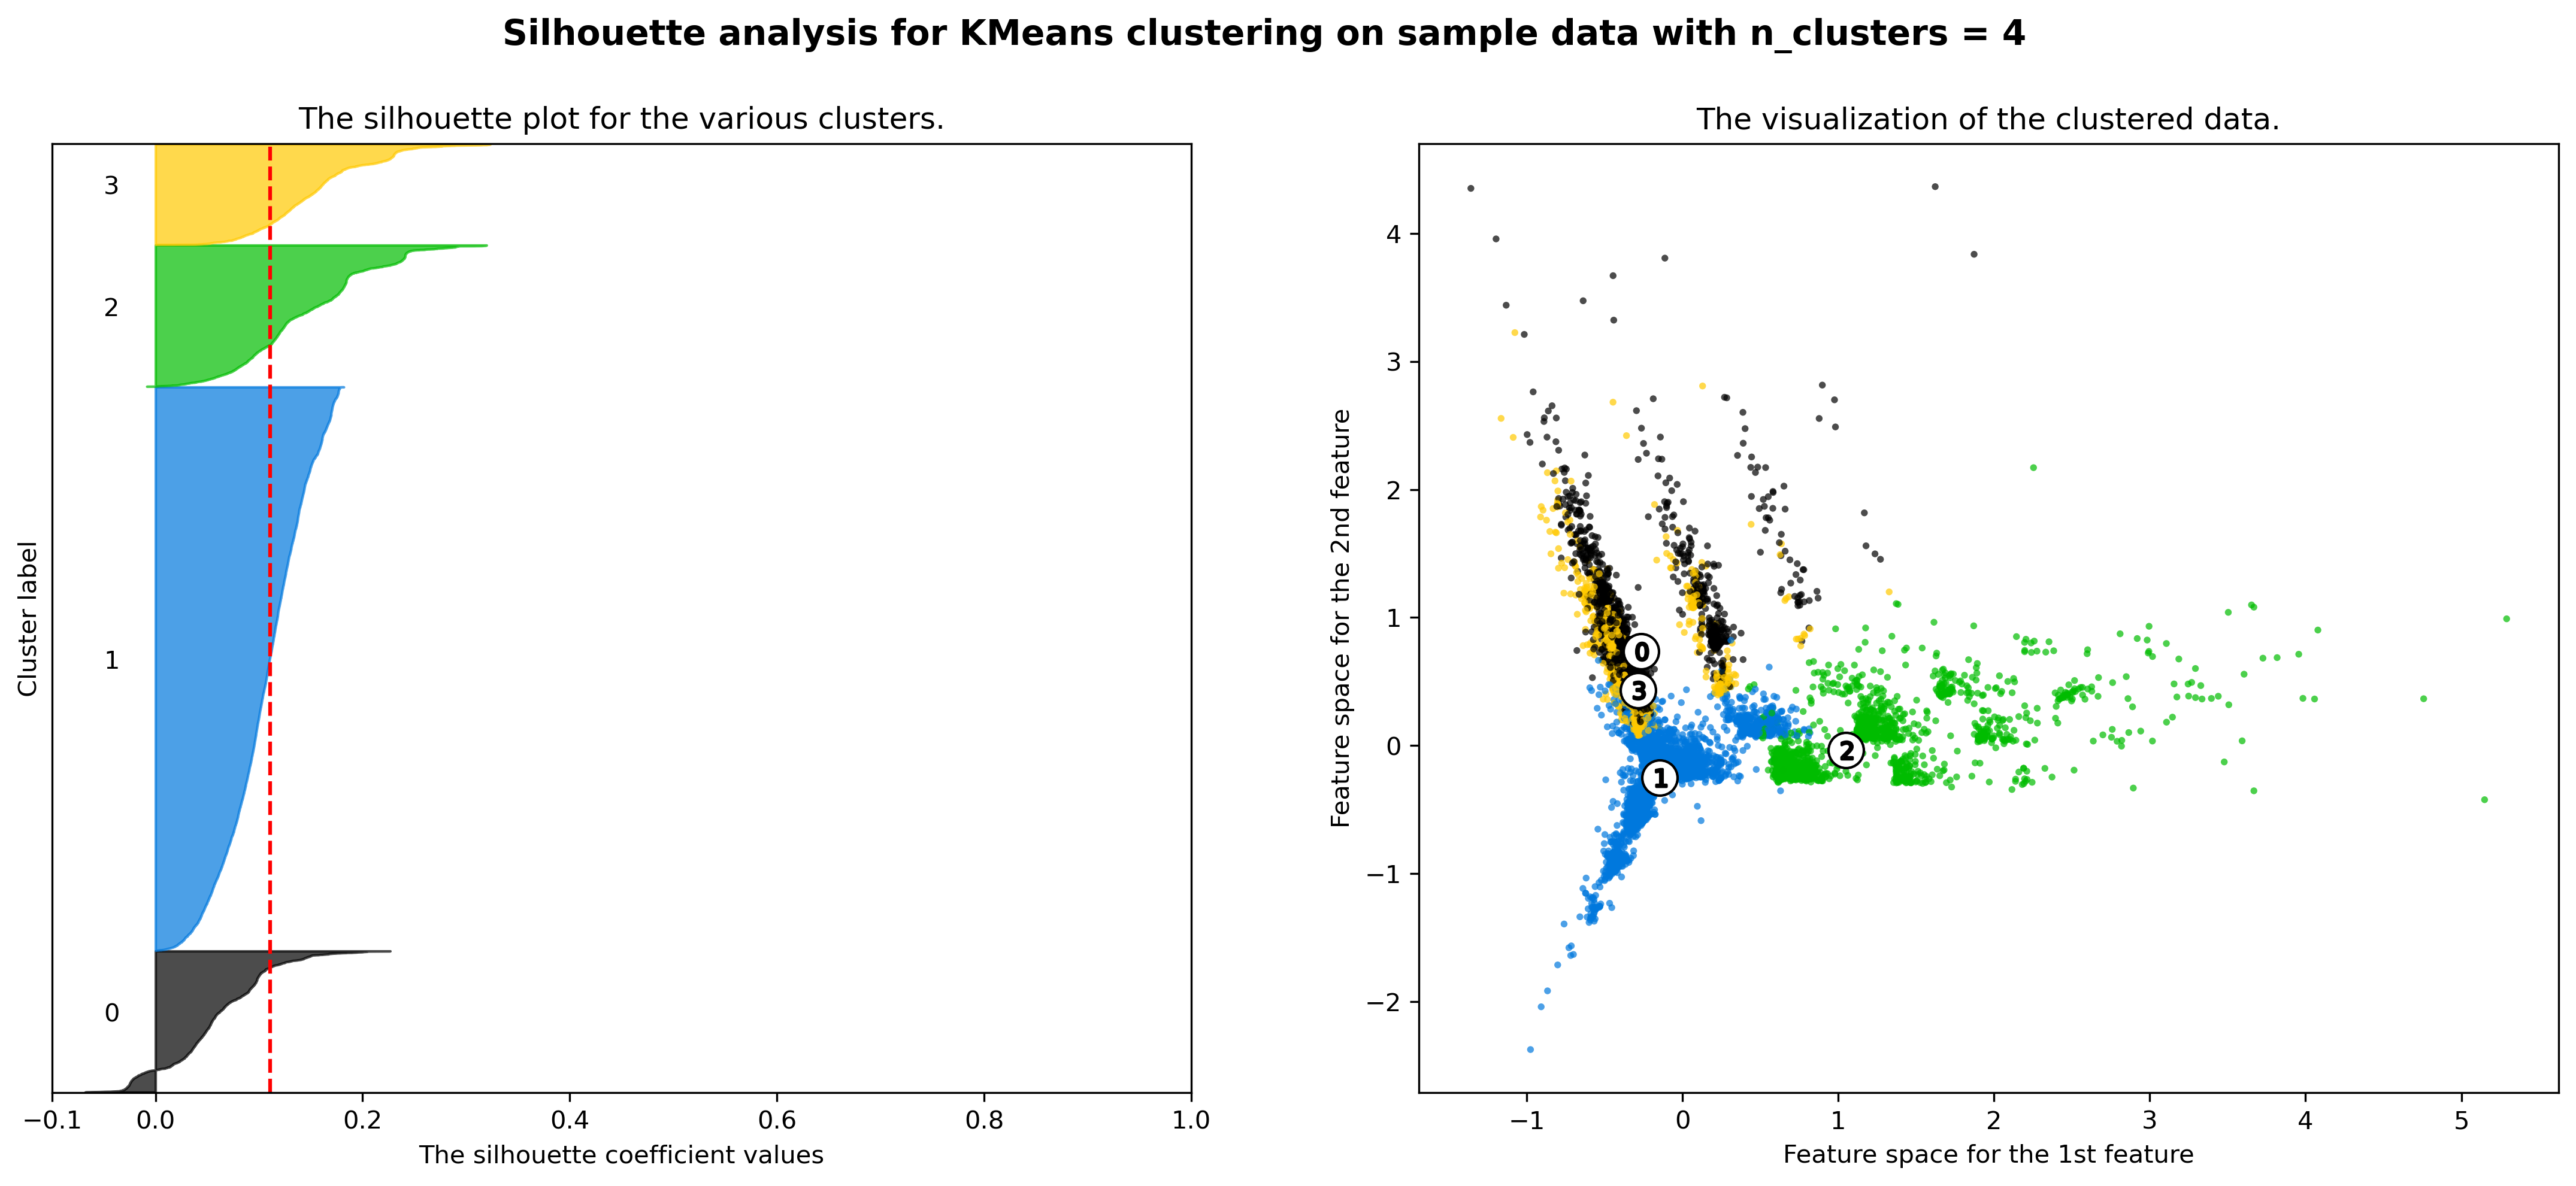 Silhouette analysis for KMeans clustering on sample data with n_clusters = 4
The silhouette plot for the various clusters.
3
2
1
0
Cluster label
−0.1 0.0 0.2 0.4 0.6 0.8 1.0
The silhouette coefficient values
The visualization of the clustered data.
4
3
2
1
0
−1
−2
Feature space for the 2nd feature
0
3
2
1
−1 0 1 2 3 4 5
Feature space for the 1st feature